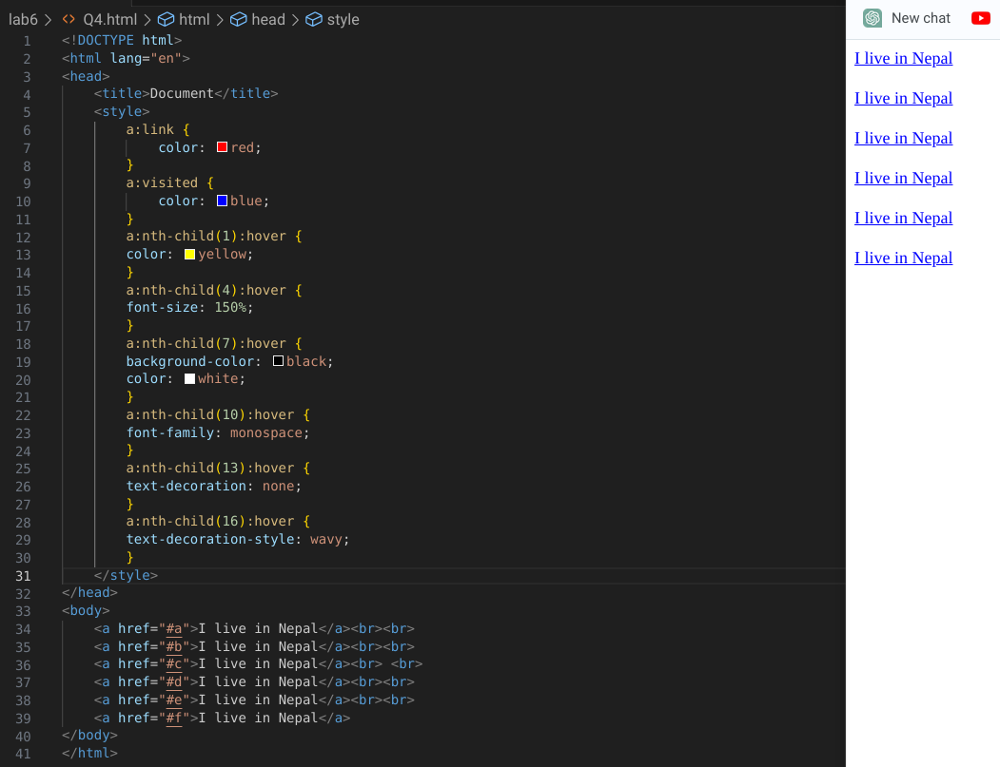 lab6 > <> Q4.html > html > head > style
1 <!DOCTYPE html>
2 <html lang="en">
3 <head>
4 <title>Document</title>
5 <style>
6 a:link {
7 color: red;
8 }
9 a:visited {
10 color: blue;
11 }
12 a:nth-child(1):hover {
13 color: yellow;
14 }
15 a:nth-child(4):hover {
16 font-size: 150%;
17 }
18 a:nth-child(7):hover {
19 background-color: black;
20 color: white;
21 }
22 a:nth-child(10):hover {
23 font-family: monospace;
24 }
25 a:nth-child(13):hover {
26 text-decoration: none;
27 }
28 a:nth-child(16):hover {
29 text-decoration-style: wavy;
30 }
31 </style>
32 </head>
33 <body>
34 <a href="#a">I live in Nepal</a><br><br>
35 <a href="#b">I live in Nepal</a><br><br>
36 <a href="#c">I live in Nepal</a><br> <br>
37 <a href="#d">I live in Nepal</a><br><br>
38 <a href="#e">I live in Nepal</a><br><br>
39 <a href="#f">I live in Nepal</a>
40 </body>
41 </html>
New chat
I live in Nepal
I live in Nepal
I live in Nepal
I live in Nepal
I live in Nepal
I live in Nepal